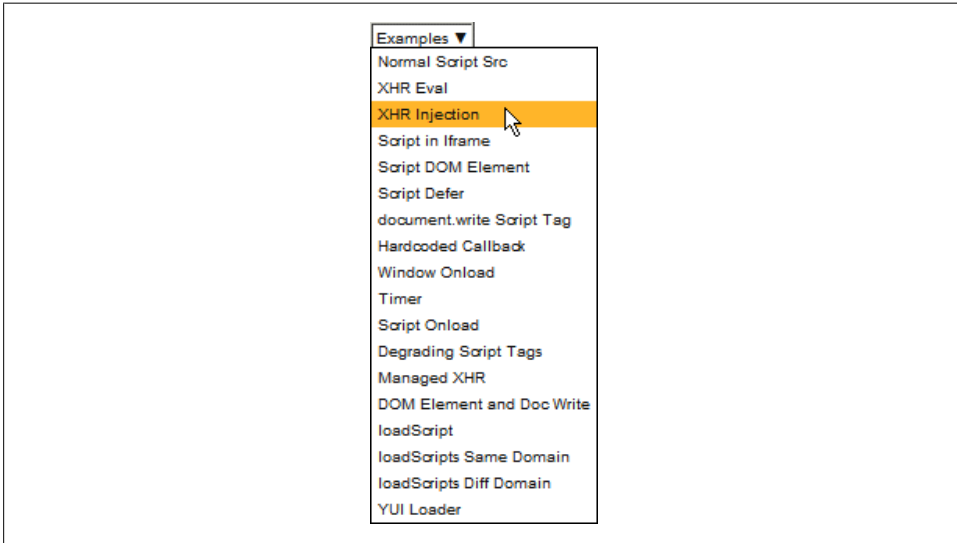 Examples ▼
Normal Script Src
XHR Eval
XHR Injection
Script in Iframe
Script DOM Element
Script Defer
document.write Script Tag
Hardcoded Callback
Window Onload
Timer
Script Onload
Degrading Script Tags
Managed XHR
DOM Element and Doc Write
loadScript
loadScripts Same Domain
loadScripts Diff Domain
YUI Loader